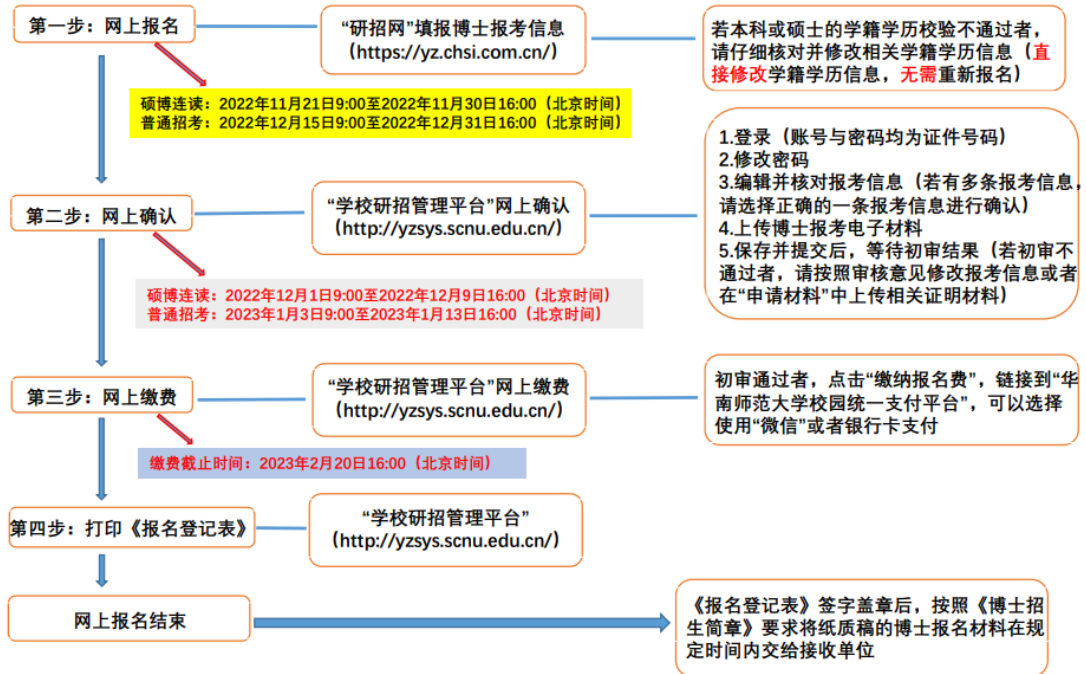 第一步：网上报名
“研招网”填报博士报考信息
（https://yz.chsi.com.cn/）
若本科或硕士的学籍学历校验不通过者，
请仔细核对并修改相关学籍学历信息（直
接修改学籍学历信息，无需重新报名）
硕博连读：2022年11月21日9:00至2022年11月30日16:00（北京时间）
普通招考：2022年12月15日9:00至2022年12月31日16:00（北京时间）
第二步：网上确认
“学校研招管理平台”网上确认
（http://yzsys.scnu.edu.cn/）
1.登录（账号与密码均为证件号码）
2.修改密码
3.编辑并核对报考信息（若有多条报考信息，
请选择正确的一条报考信息进行确认）
4.上传博士报考电子材料
5.保存并提交后，等待初审结果（若初审不
通过者，请按照审核意见修改报考信息或者
在“申请材料”中上传相关证明材料）
硕博连读：2022年12月1日9:00至2022年12月9日16:00（北京时间）
普通招考：2023年1月3日9:00至2023年1月13日16:00（北京时间）
第三步：网上缴费
“学校研招管理平台”网上缴费
（http://yzsys.scnu.edu.cn/）
初审通过者，点击“缴纳报名费”，链接到“华
南师范大学校园统一支付平台”，可以选择
使用“微信”或者银行卡支付
缴费截止时间：2023年2月20日16:00（北京时间）
第四步：打印《报名登记表》
“学校研招管理平台”
（http://yzsys.scnu.edu.cn/）
网上报名结束
《报名登记表》签字盖章后，按照《博士招
生简章》要求将纸质稿的博士报名材料在规
定时间内交给接收单位